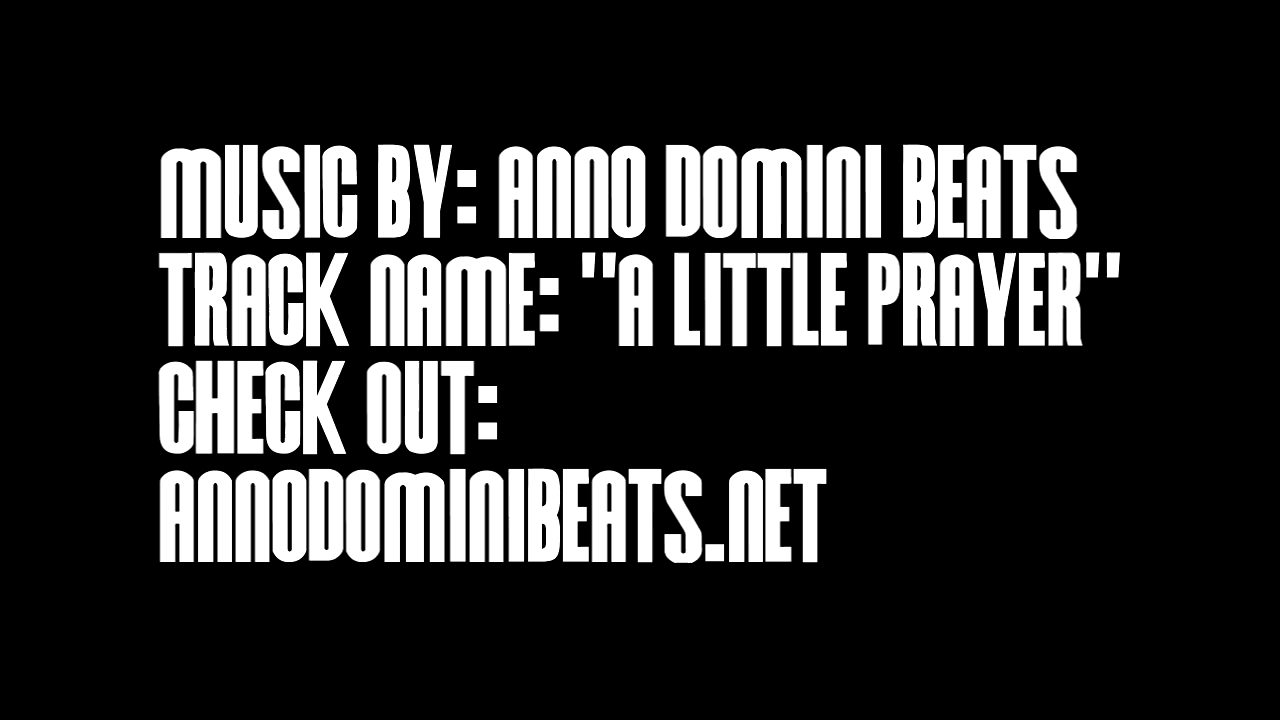 MUSIC BY: ANNO DOMINI BEATS
TRACK NAME: "A LITTLE PRAYER"
CHECK OUT:
ANNODOMINIBEATS.NET